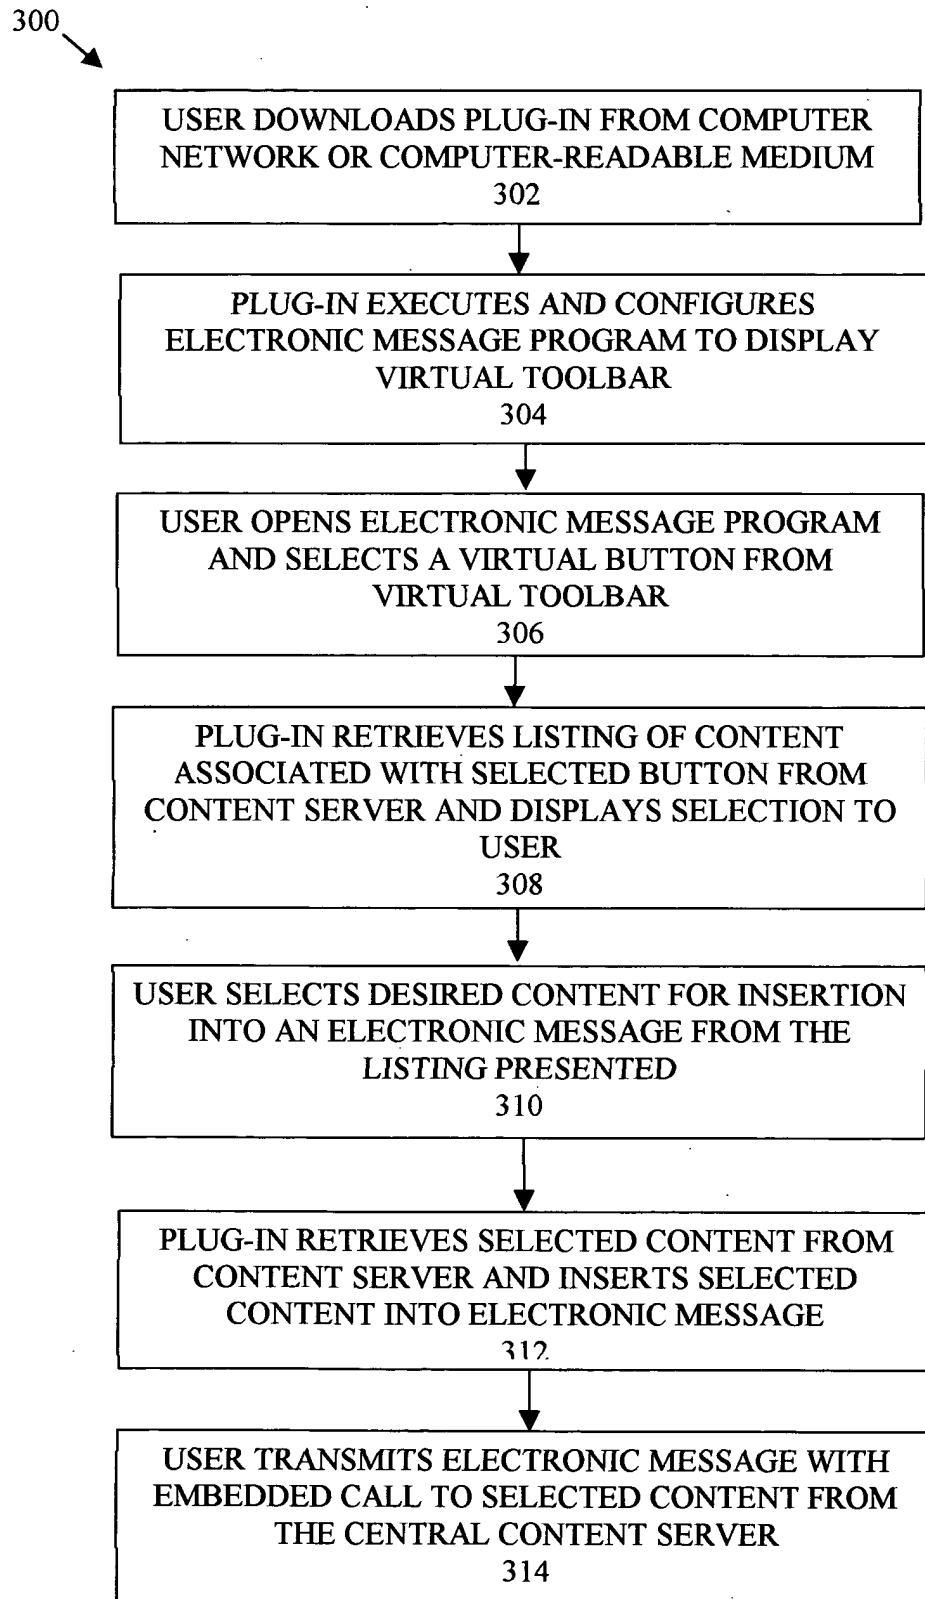 300
USER DOWNLOADS PLUG-IN FROM COMPUTER
NETWORK OR COMPUTER-READABLE MEDIUM
302
PLUG-IN EXECUTES AND CONFIGURES
ELECTRONIC MESSAGE PROGRAM TO DISPLAY
VIRTUAL TOOLBAR
304
USER OPENS ELECTRONIC MESSAGE PROGRAM
AND SELECTS A VIRTUAL BUTTON FROM
VIRTUAL TOOLBAR
306
PLUG-IN RETRIEVES LISTING OF CONTENT
ASSOCIATED WITH SELECTED BUTTON FROM
CONTENT SERVER AND DISPLAYS SELECTION TO
USER
308
USER SELECTS DESIRED CONTENT FOR INSERTION
INTO AN ELECTRONIC MESSAGE FROM THE
LISTING PRESENTED
310
PLUG-IN RETRIEVES SELECTED CONTENT FROM
CONTENT SERVER AND INSERTS SELECTED
CONTENT INTO ELECTRONIC MESSAGE
312
USER TRANSMITS ELECTRONIC MESSAGE WITH
EMBEDDED CALL TO SELECTED CONTENT FROM
THE CENTRAL CONTENT SERVER
314